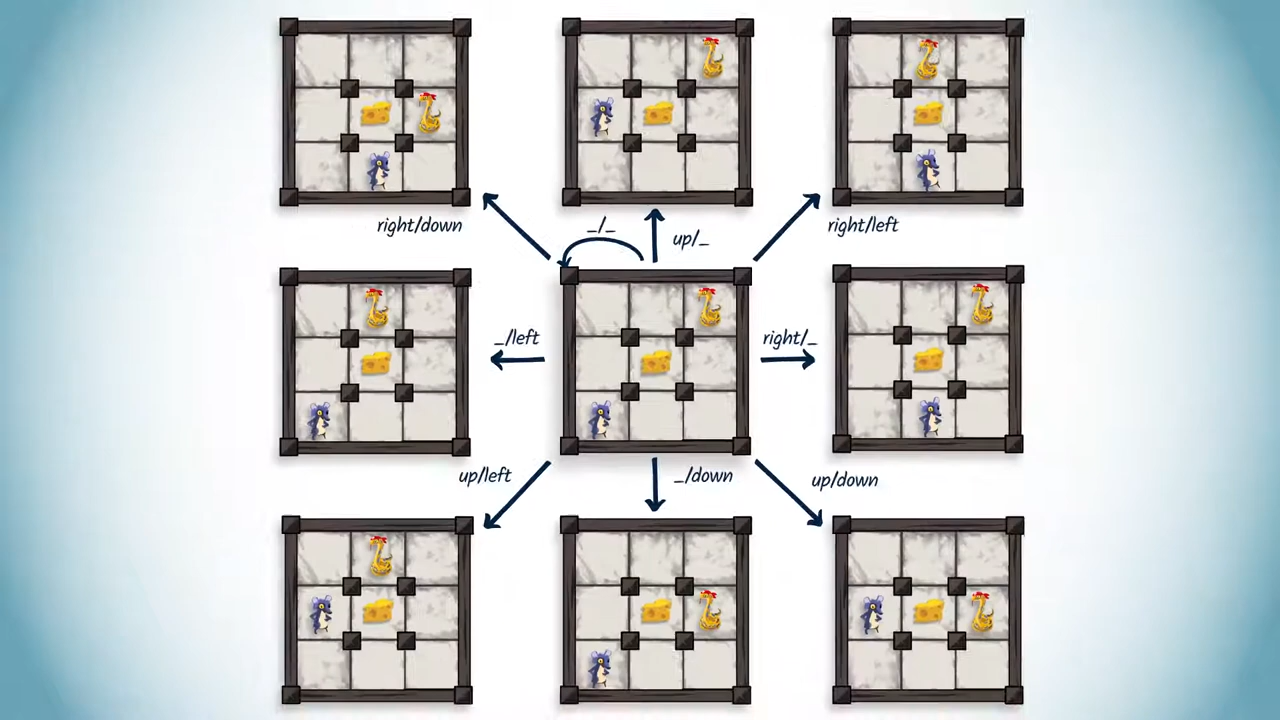 right/down
_/_
up/_
right/left
_/left
right/_
up/left
_/down
up/down